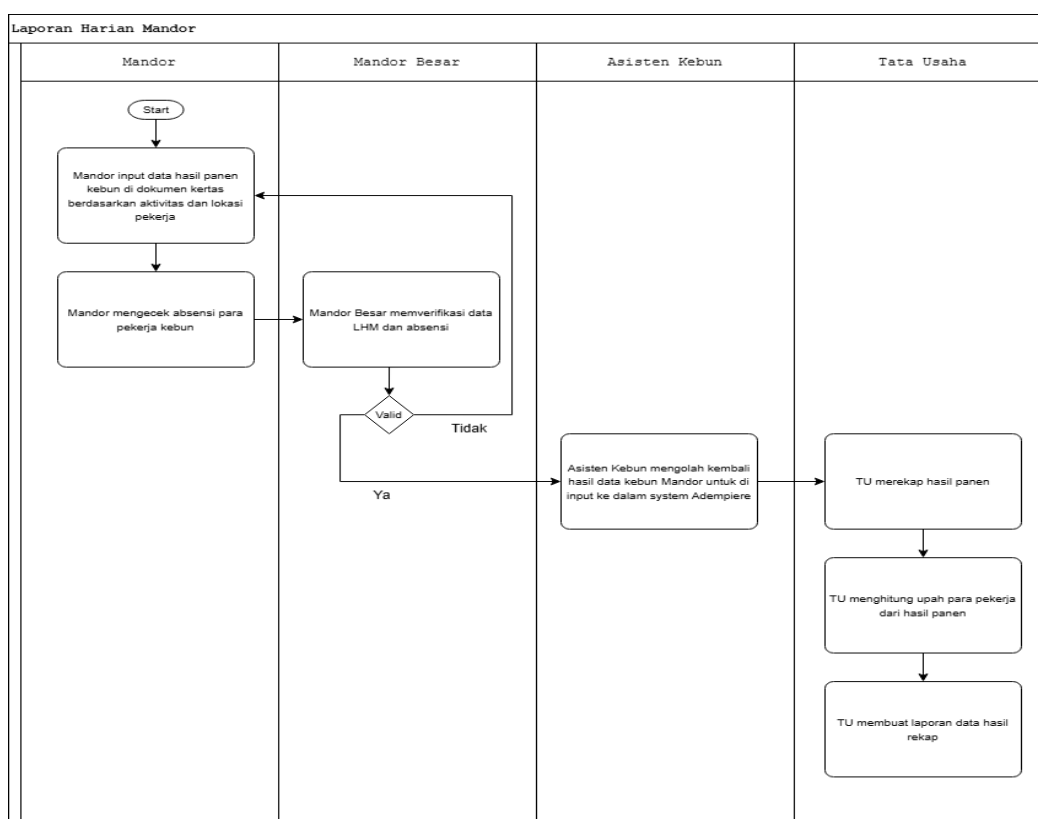 Laporan Harian Mandor
Mandor
Mandor Besar
Asisten Kebun
Tata Usaha
Start
Mandor input data hasil panen
kebun di dokumen kertas
berdasarkan aktivitas dan lokasi
pekerja
Mandor mengecek absensi para
pekerja kebun
Mandor Besar memverifikasi data
LHM dan absensi
Valid
Tidak
Ya
Asisten Kebun mengolah kembali
hasil data kebun Mandor untuk di
input ke dalam system Adempiere
TU merekap hasil panen
TU menghitung upah para pekerja
dari hasil panen
TU membuat laporan data hasil
rekap